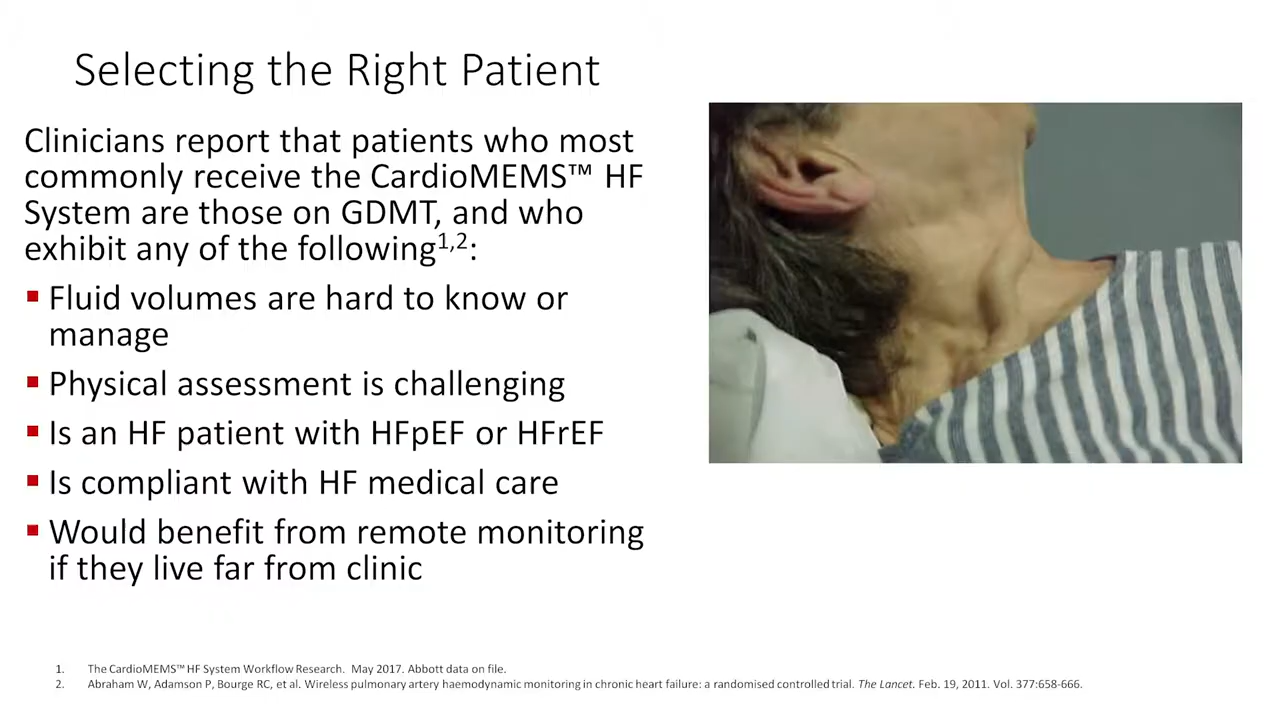 Selecting the Right Patient
Clinicians report that patients who most
commonly receive the CardioMEMS™ HF
System are those on GDMT, and who
exhibit any of the following1,2:
▪ Fluid volumes are hard to know or
manage
▪ Physical assessment is challenging
▪ Is an HF patient with HFpEF or HFrEF
▪ Is compliant with HF medical care
▪ Would benefit from remote monitoring
if they live far from clinic
1. The CardioMEMS™ HF System Workflow Research. May 2017. Abbott data on file.
2. Abraham W, Adamson P, Bourge RC, et al. Wireless pulmonary artery haemodynamic monitoring in chronic heart failure: a randomised controlled trial. The Lancet. Feb. 19, 2011. Vol. 377:658-666.